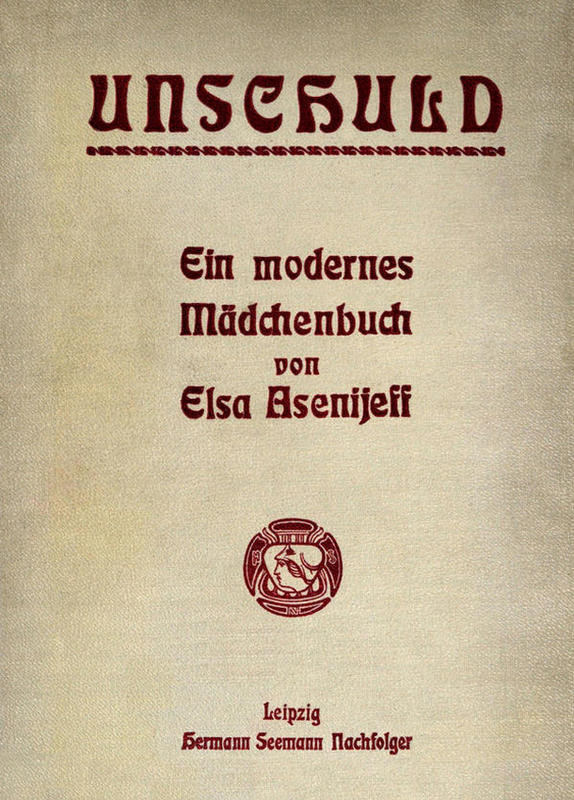 UNSCHULD
Ein modernes
Mädchenbuch
von
Elsa Asenijeff
Leipzig
Hermann Seemann Nachfolger